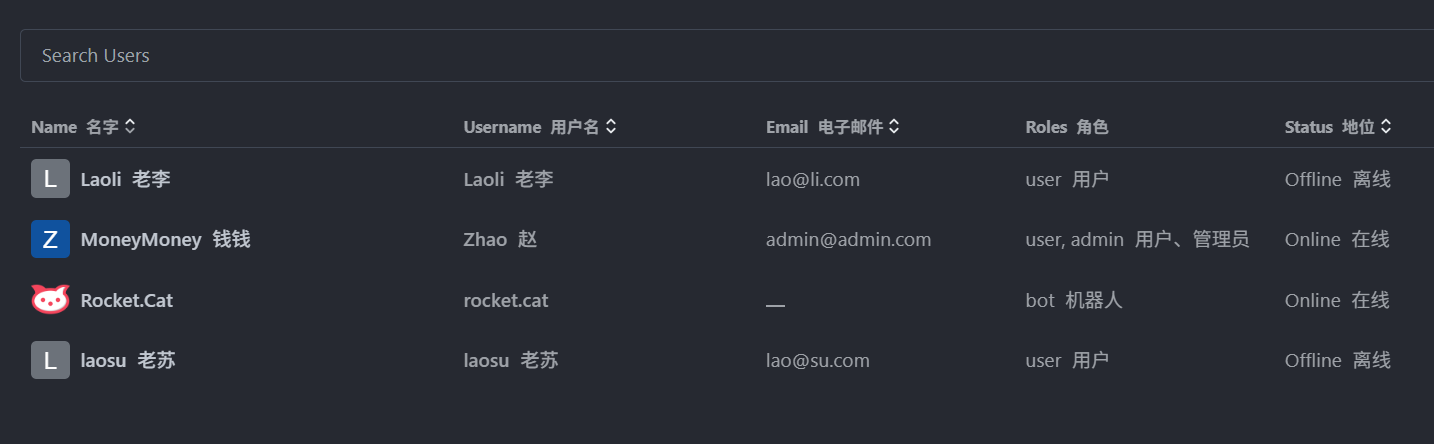 Search Users
Name 名字 Username 用户名 Email 电子邮件 Roles 角色 Status 地位
L Laoli 老李 Laoli 老李 lao@li.com user 用户 Offline 离线
Z MoneyMoney 钱钱 Zhao 赵 admin@admin.com user, admin 用户、管理员 Online 在线
Rocket.Cat rocket.cat — bot 机器人 Online 在线
L laosu 老苏 laosu 老苏 lao@su.com user 用户 Offline 离线